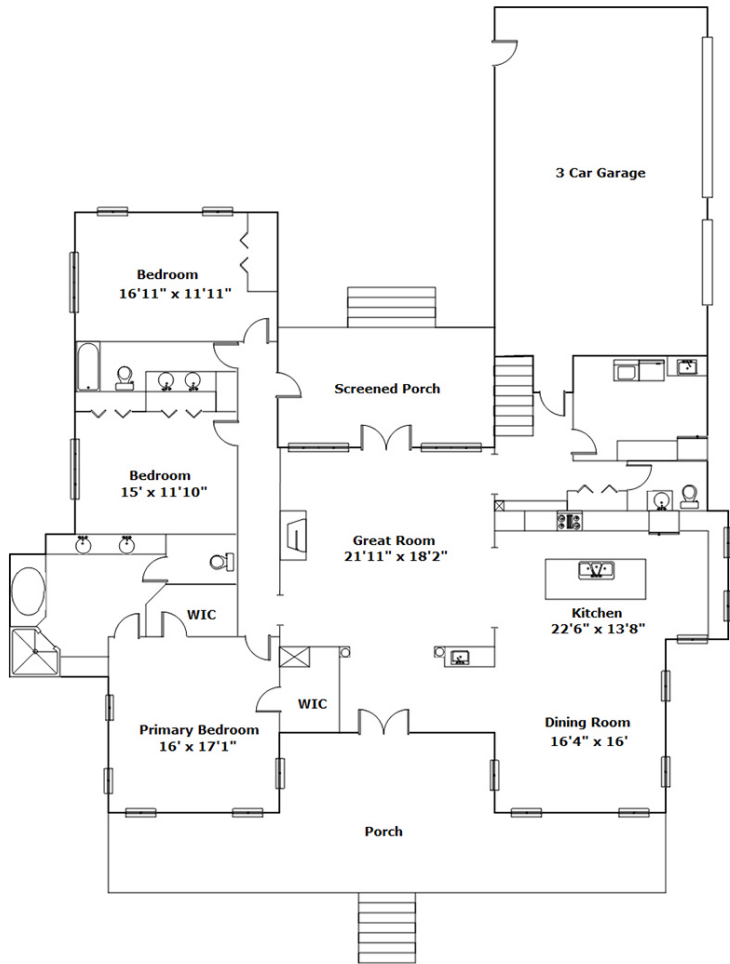 3 Car Garage
Bedroom
16'11" x 11'11"
Screened Porch
Bedroom
15' x 11'10"
Great Room
21'11" x 18'2"
WIC
Kitchen
22'6" x 13'8"
WIC
Primary Bedroom
16' x 17'1"
Dining Room
16'4" x 16'
Porch